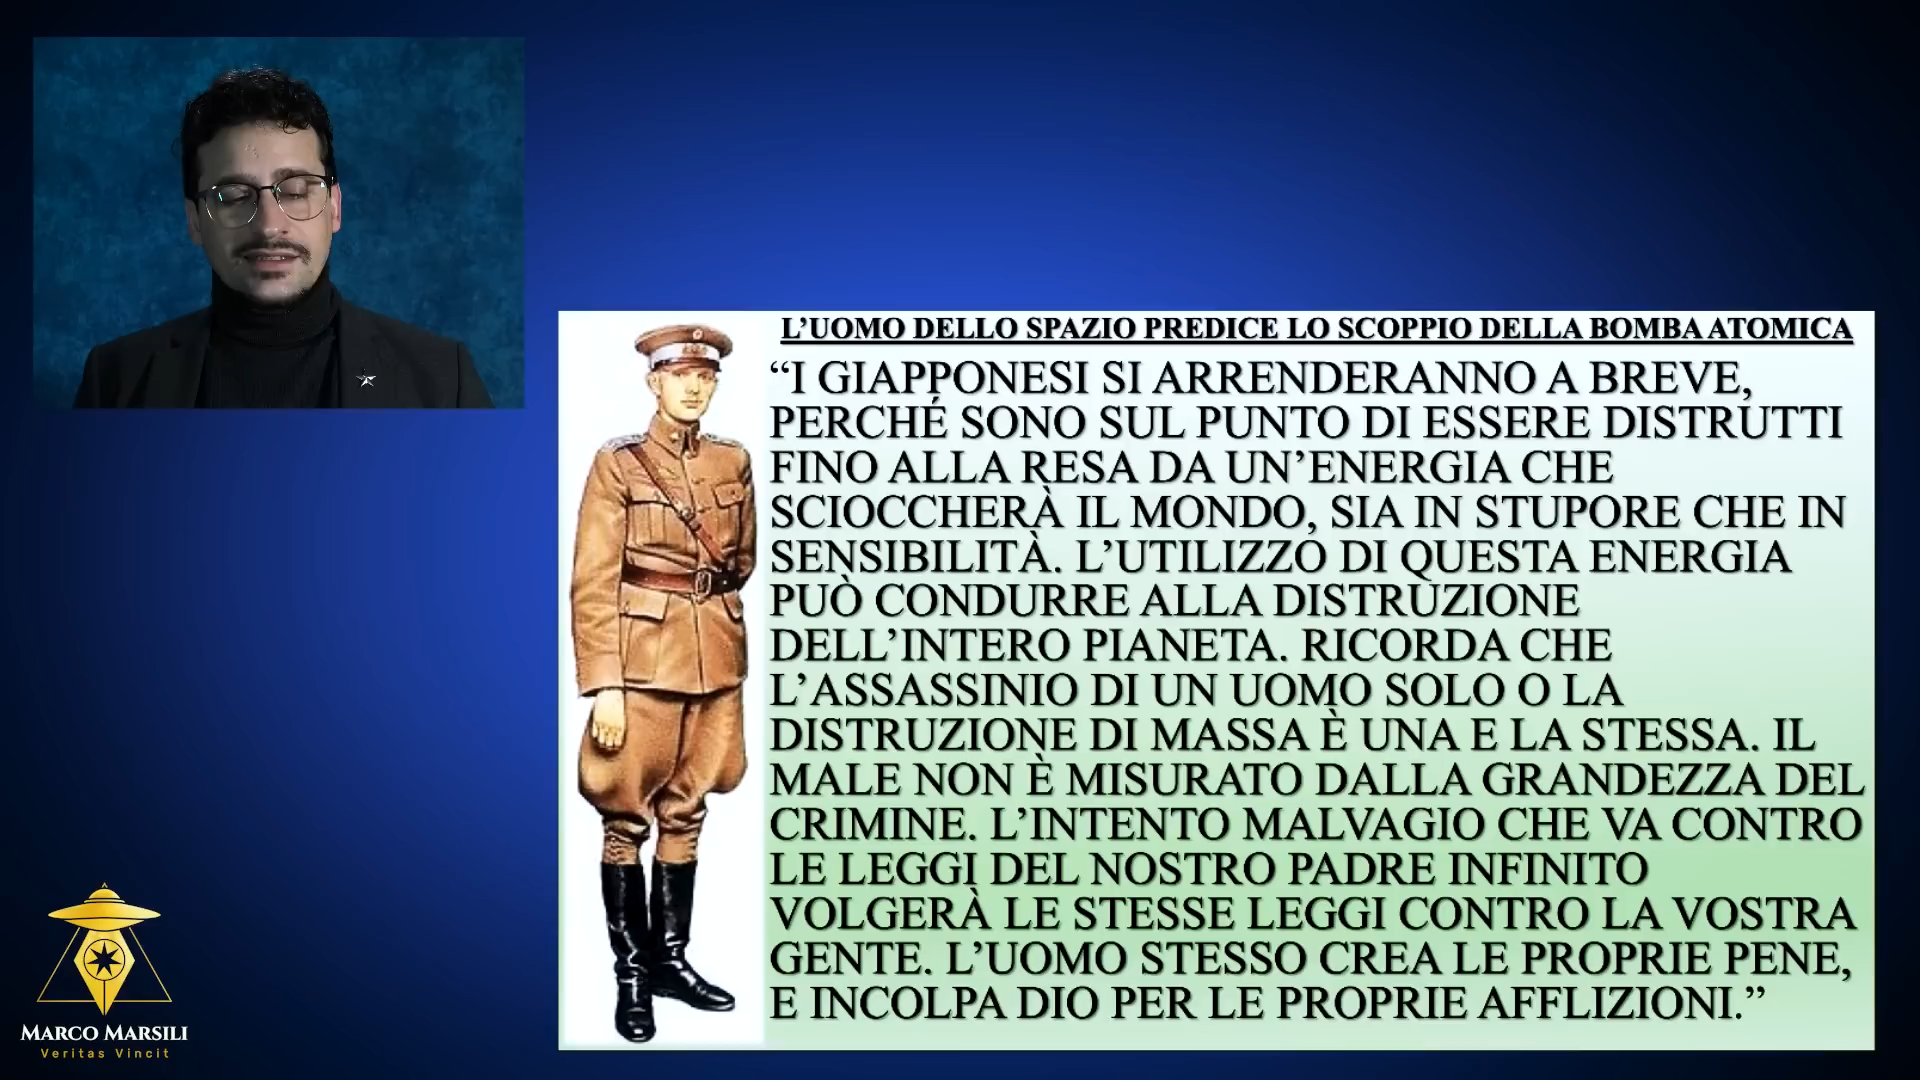 L’UOMO DELLO SPAZIO PREDICE LO SCOPPIO DELLA BOMBA ATOMICA
“I GIAPPONESI SI ARRENDERANNO A BREVE,
PERCHÉ SONO SUL PUNTO DI ESSERE DISTRUTTI
FINO ALLA RESA DA UN’ENERGIA CHE
SCIOCCHERÀ IL MONDO, SIA IN STUPORE CHE IN
SENSIBILITÀ. L’UTILIZZO DI QUESTA ENERGIA
PUÒ CONDURRE ALLA DISTRUZIONE
DELL’INTERO PIANETA. RICORDA CHE
L’ASSASSINIO DI UN UOMO SOLO O LA
DISTRUZIONE DI MASSA È UNA E LA STESSA. IL
MALE NON È MISURATO DALLA GRANDEZZA DEL
CRIMINE. L’INTENTO MALVAGIO CHE VA CONTRO
LE LEGGI DEL NOSTRO PADRE INFINITO
VOLGERÀ LE STESSE LEGGI CONTRO LA VOSTRA
GENTE. L’UOMO STESSO CREA LE PROPRIE PENE,
E INCOLPA DIO PER LE PROPRIE AFFLIZIONI.”
MARCO MARSILI
Veritas Vincit